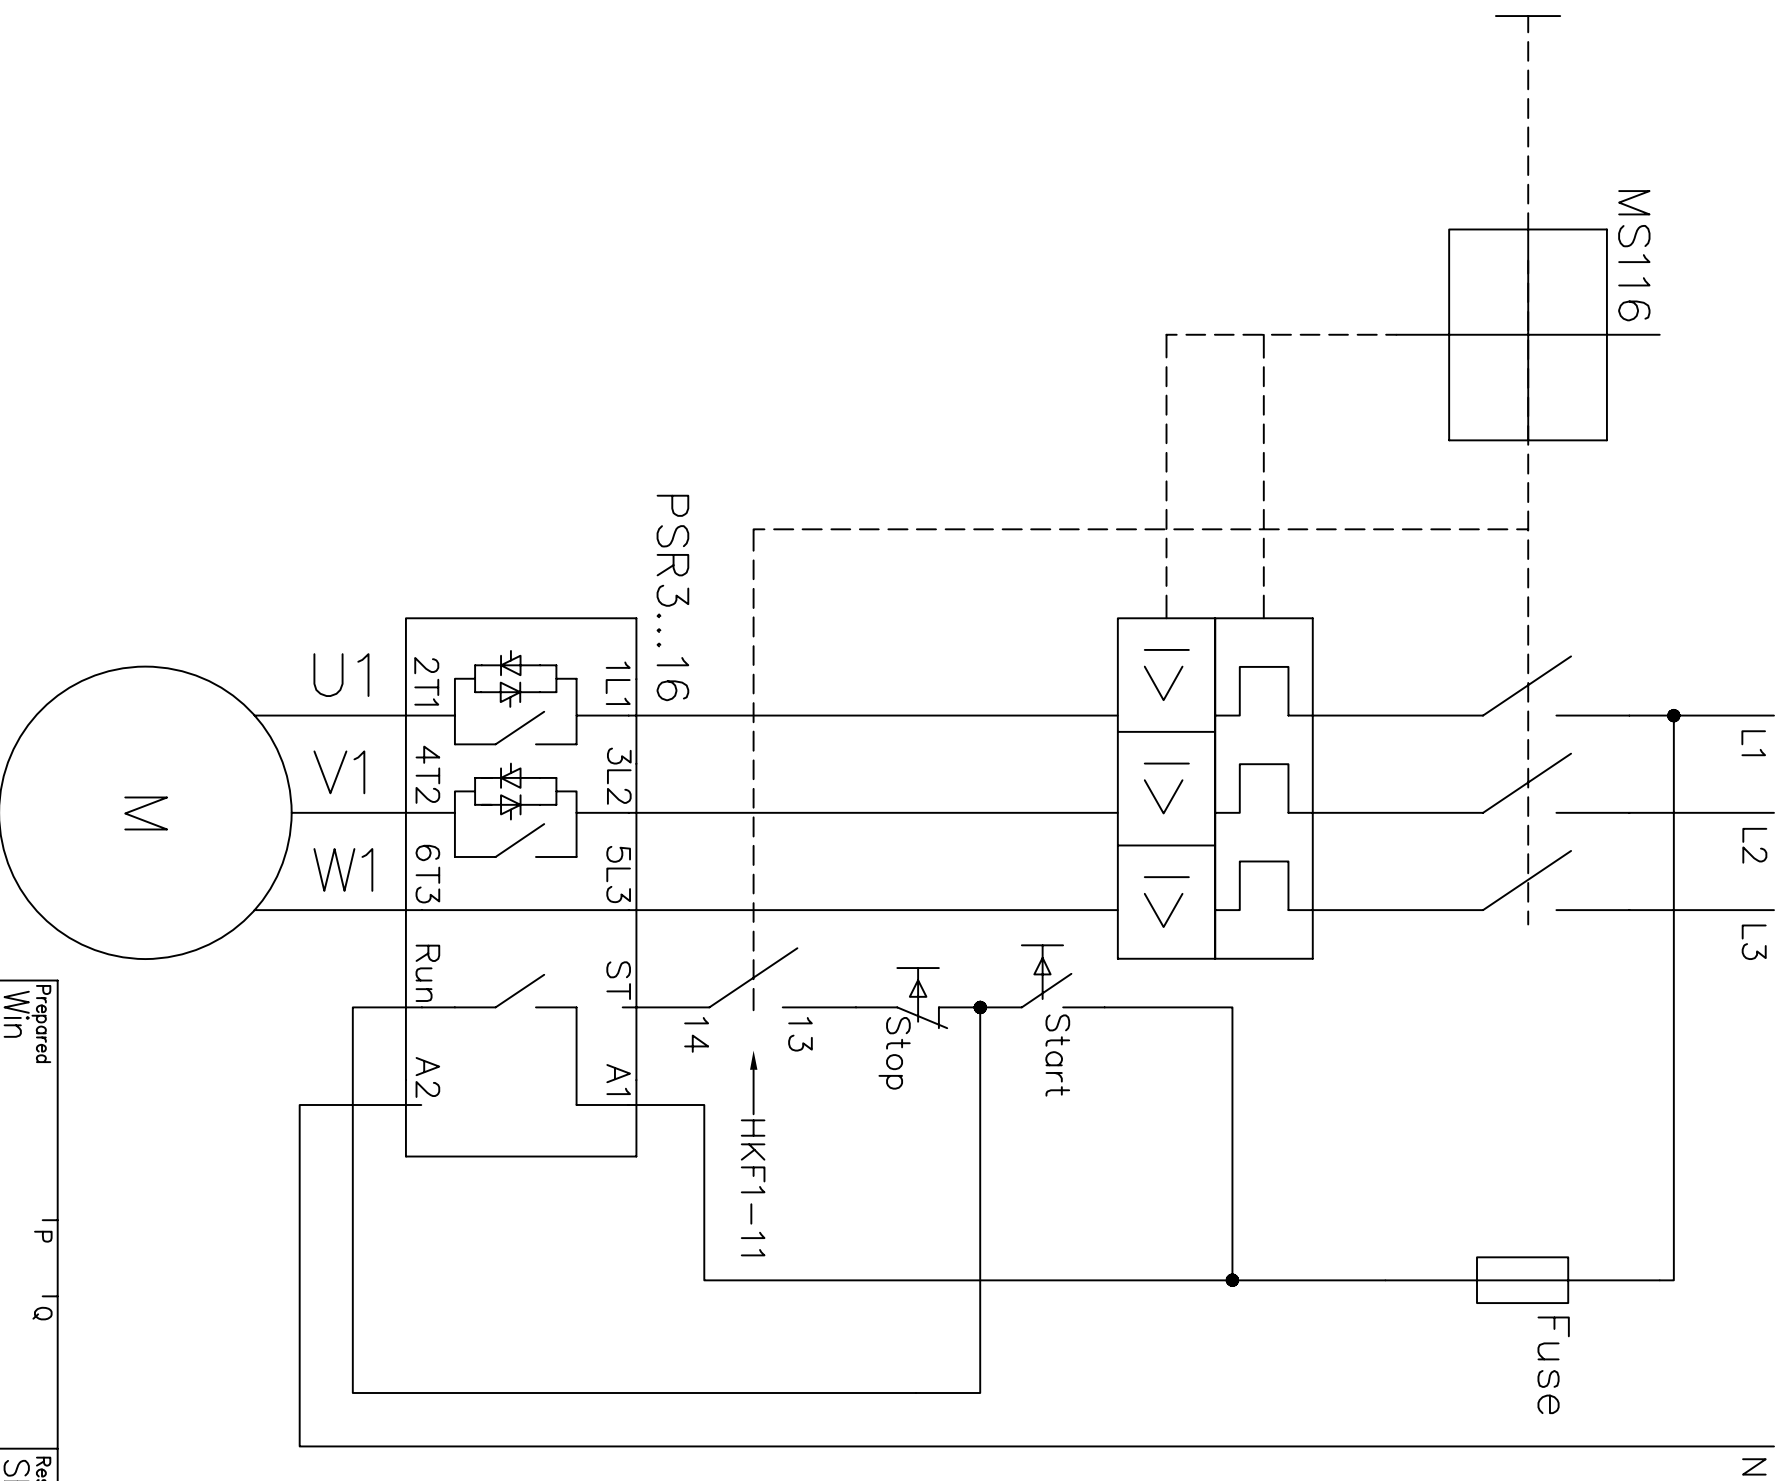 L1
L2
L3
N
MS116
Fuse
I>
I>
I>
Start
Stop
13
14
HKF1-11
PSR3...16
1L1
3L2
5L3
ST
A1
2T1
4T2
6T3
Run
A2
U1
V1
W1
M
Prepared
Win
P
Q